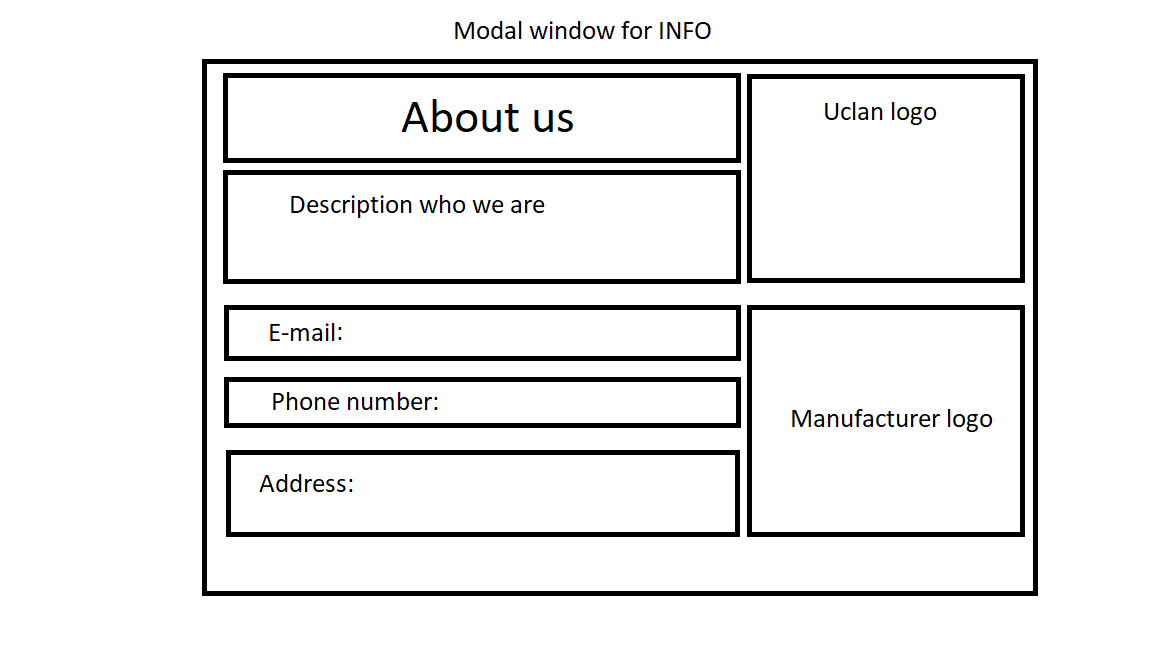 Modal window for INFO
About us
Uclan logo
Description who we are
E-mail:
Phone number:
Manufacturer logo
Address: